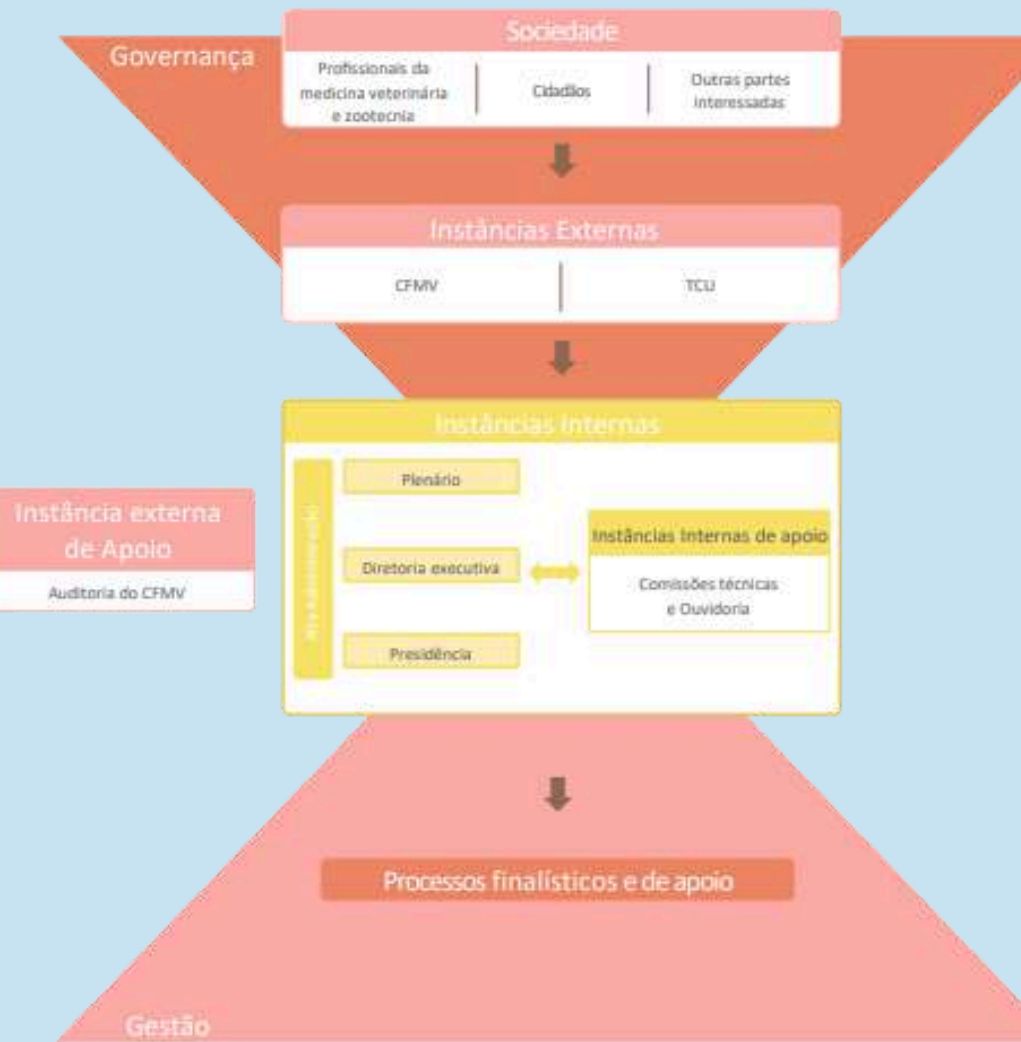 Governança
Sociedade
Profissionais da
medicina veterinária
e zootecnia
Cidadãos
Outras partes
interessadas
Instâncias Externas
CFMV
TCU
Instâncias Internas
Plenário
Diretoria executiva
Presidência
Instâncias Internas de apoio
Comissões técnicas
e Ouvidoria
Instância externa
de Apoio
Auditoria do CFMV
Processos finalísticos e de apoio
Gestão